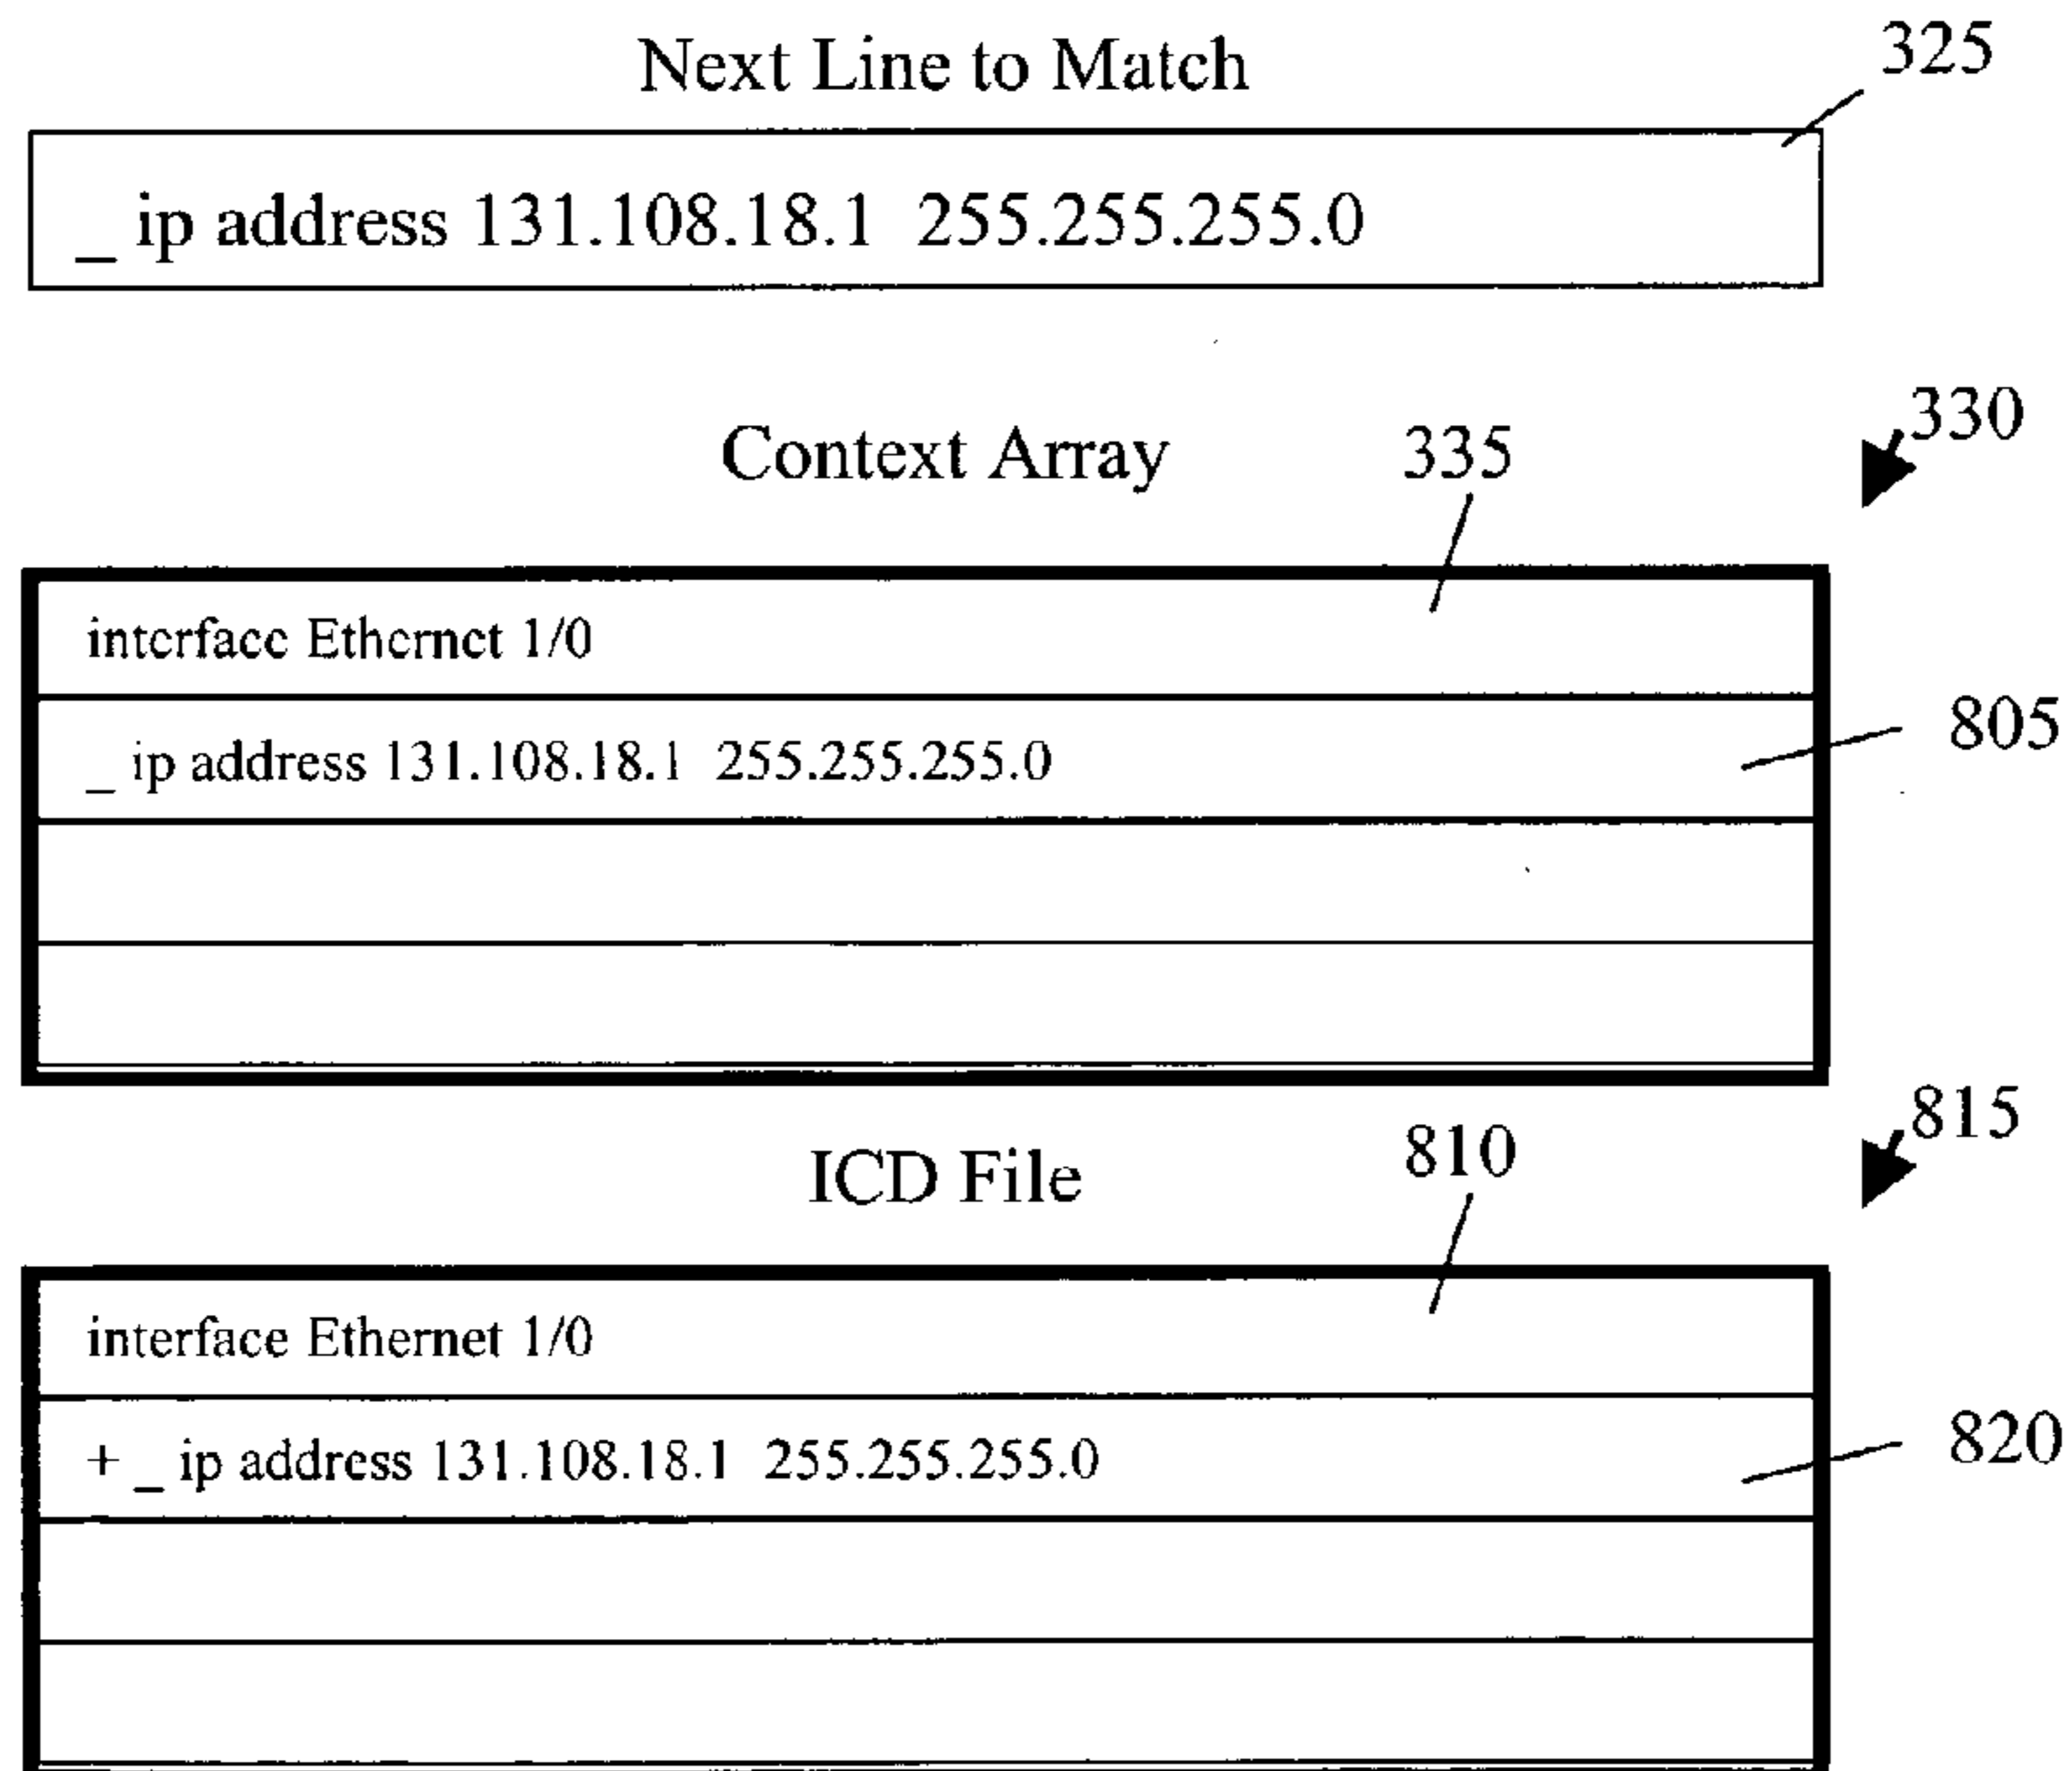 Next Line to Match
325
_ ip address 131.108.18.1 255.255.255.0
330
Context Array
335
interface Ethernet 1/0
805
_ ip address 131.108.18.1 255.255.255.0
815
ICD File
810
interface Ethernet 1/0
820
+ _ ip address 131.108.18.1 255.255.255.0